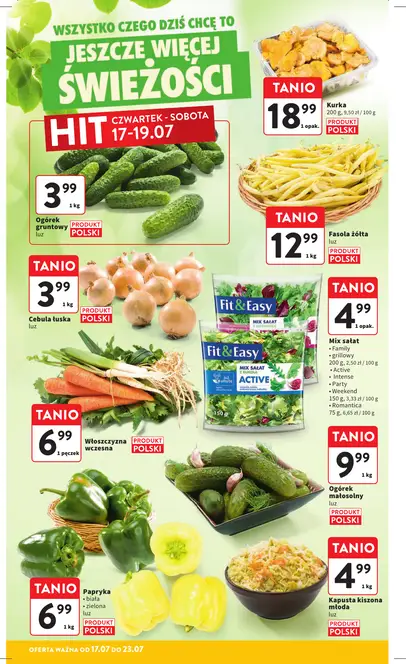 WSZYSTKO CZEGO DZIŚ CHCĘ TO
JESZCZE WIĘCEJ
ŚWIEŻOŚCI
HIT CZWARTEK - SOBOTA
17-19.07
3 99
1 kg
Ogórek
gruntowy
luz
PRODUKT
POLSKI
TANIO
18 99
1 opak.
Kurka
200 g, 9,50 zł / 100 g
PRODUKT
POLSKI
TANIO
12 99
1 kg
Fasola żółta
luz
PRODUKT
POLSKI
TANIO
3 99
1 kg
Cebula łuska
luz
PRODUKT
POLSKI
Fit&Easy
MIX SAŁAT
Fit&Easy
MIX SAŁAT
ACTIVE
150 g
TANIO
4 99
1 opak.
Mix sałat
• Family
• grillowy
200 g, 2,50 zł / 100 g
• Active
• Intense
• Party
• Weekend
150 g, 3,33 zł / 100 g
• Romantica
75 g, 6,65 zł / 100 g
TANIO
6 99
1 pęczek
Włoszczyzna
wczesna
PRODUKT
POLSKI
TANIO
9 99
1 kg
Ogórek
małosolny
luz
PRODUKT
POLSKI
TANIO
6 99
1 kg
Papryka
• biała
• zielona
luz
PRODUKT
POLSKI
TANIO
4 99
1 kg
Kapusta kiszona
młoda
luz
PRODUKT
POLSKI
OFERTA WAŻNA OD 17.07 DO 23.07